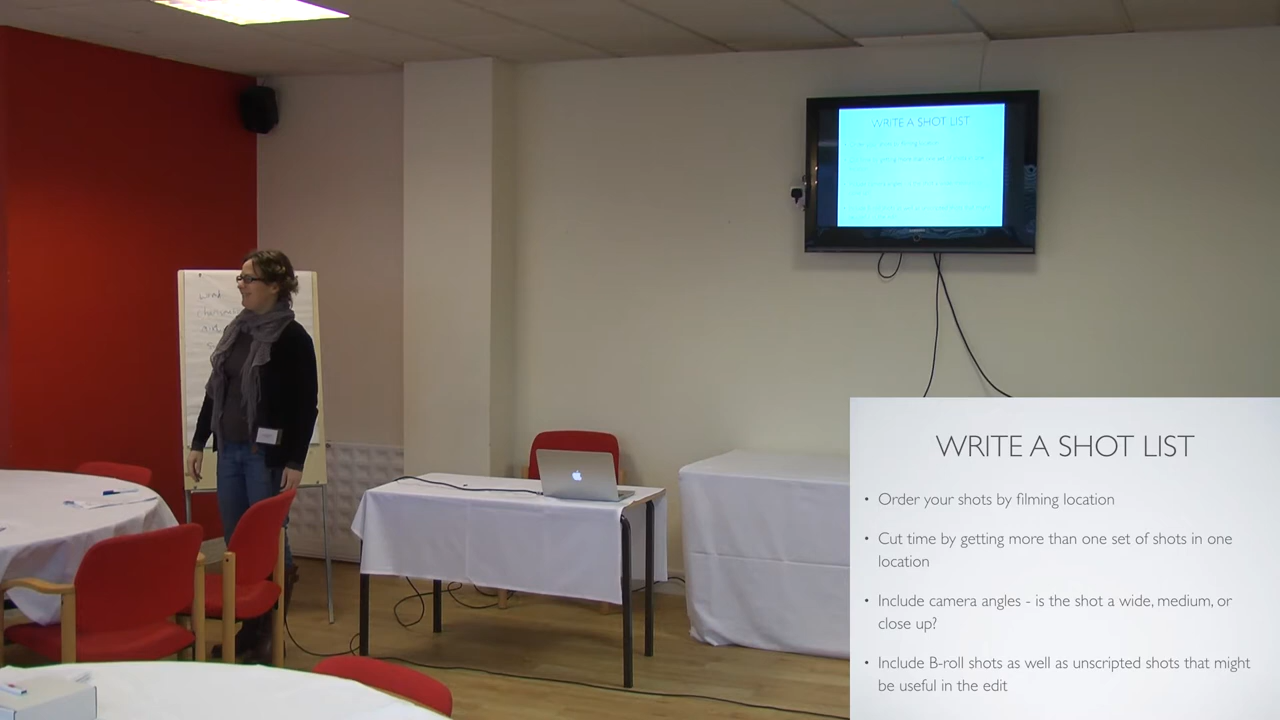 WRITE A SHOT LIST
WRITE A SHOT LIST
• Order your shots by filming location
• Cut time by getting more than one set of shots in one
location
• Include camera angles - is the shot a wide, medium, or
close up?
• Include B-roll shots as well as unscripted shots that might
be useful in the edit